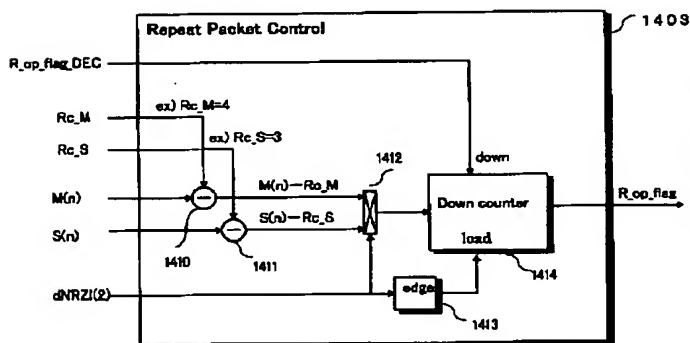 Repeat Packet Control
1403
R_op_flag_DEC
ex) Rc_M=4
Rc_M
ex) Rc_S=3
Rc_S
1412
down
M(n)
M(n)-Rc_M
Down counter
R_op_flag
S(n)
S(n)-Rc_S
1410
1411
load
1414
dNRZI(2)
edge
1413